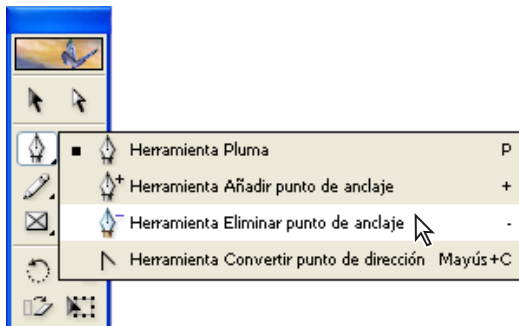 Herramienta Pluma P
Herramienta Añadir punto de anclaje +
Herramienta Eliminar punto de anclaje -
Herramienta Convertir punto de dirección Mayús+C